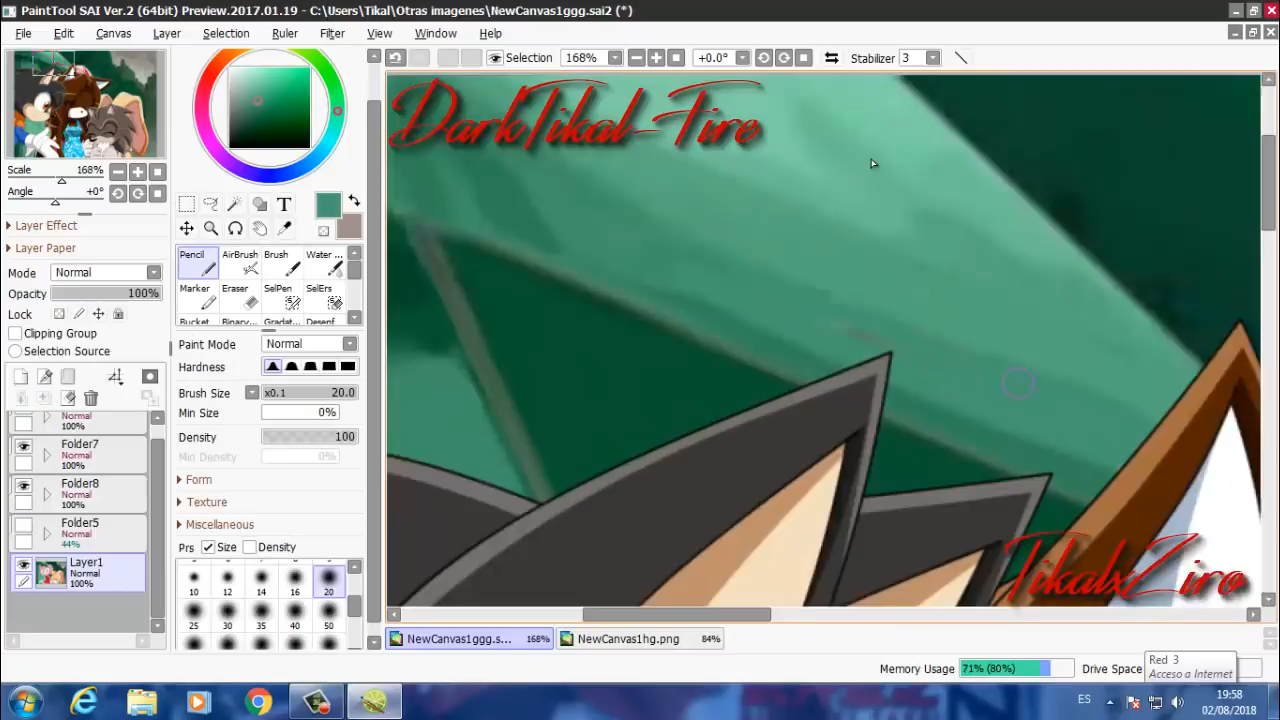 PaintTool SAI Ver.2 (64bit) Preview.2017.01.19 - C:\Users\Tikal\Otras imagenes\NewCanvas1ggg.sai2 (*)
File Edit Canvas Layer Selection Ruler Filter View Window Help
Selection 168% +0.0° Stabilizer 3
DarkTikal-Fire
Scale 168%
Angle +0°
Layer Effect
Layer Paper
Mode Normal
Opacity 100%
Lock
Clipping Group
Selection Source
Normal
100%
Folder7
Normal
100%
Folder8
Normal
100%
Folder5
Normal
44%
Layer1
Normal
100%
T
Pencil AirBrush Brush Water ...
Marker Eraser SelPen SelErs
Bucket Binary... Gradat... Desenf
Paint Mode Normal
Hardness
Brush Size x0.1 20.0
Min Size 0%
Density 100
Min Density 0%
Form
Texture
Miscellaneous
Prs Size Density
10 12 14 16 20
25 30 35 40 50
TikalxZiro
NewCanvas1ggg.s... 168% NewCanvas1hg.png 84%
Memory Usage 71% (80%) Drive Space
Red 3
Acceso a Internet
ES 19:58
02/08/2018